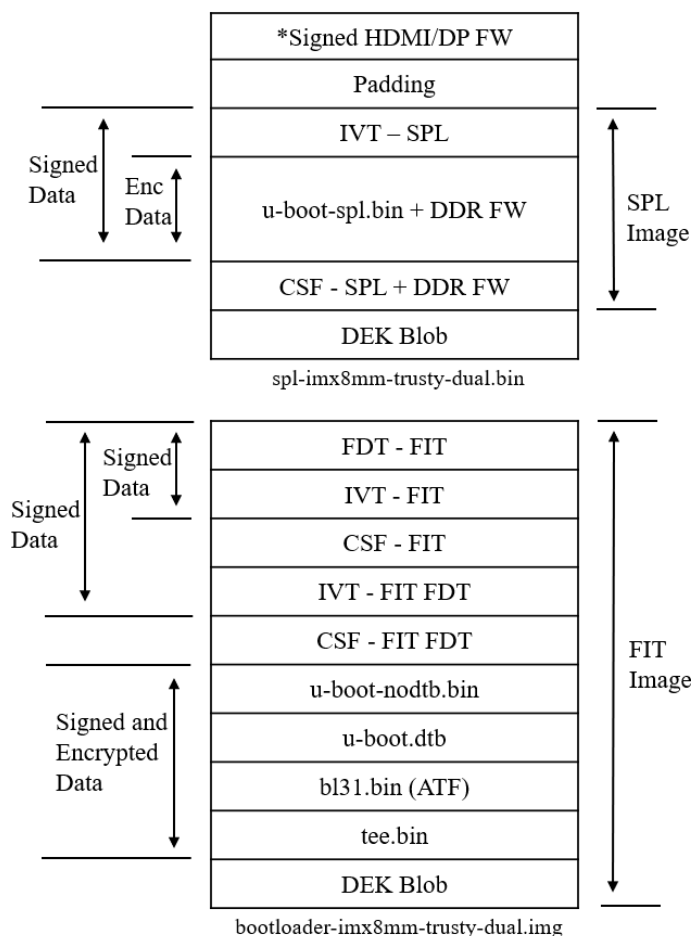 *Signed HDMI/DP FW
Padding
IVT – SPL
Signed
Data
Enc
Data
u-boot-spl.bin + DDR FW
SPL
Image
CSF - SPL + DDR FW
DEK Blob
spl-imx8mm-trusty-dual.bin
FDT - FIT
Signed
Data
IVT - FIT
Signed
Data
CSF - FIT
IVT - FIT FDT
CSF - FIT FDT
FIT
Image
u-boot-nodtb.bin
Signed and
Encrypted
Data
u-boot.dtb
bl31.bin (ATF)
tee.bin
DEK Blob
bootloader-imx8mm-trusty-dual.img